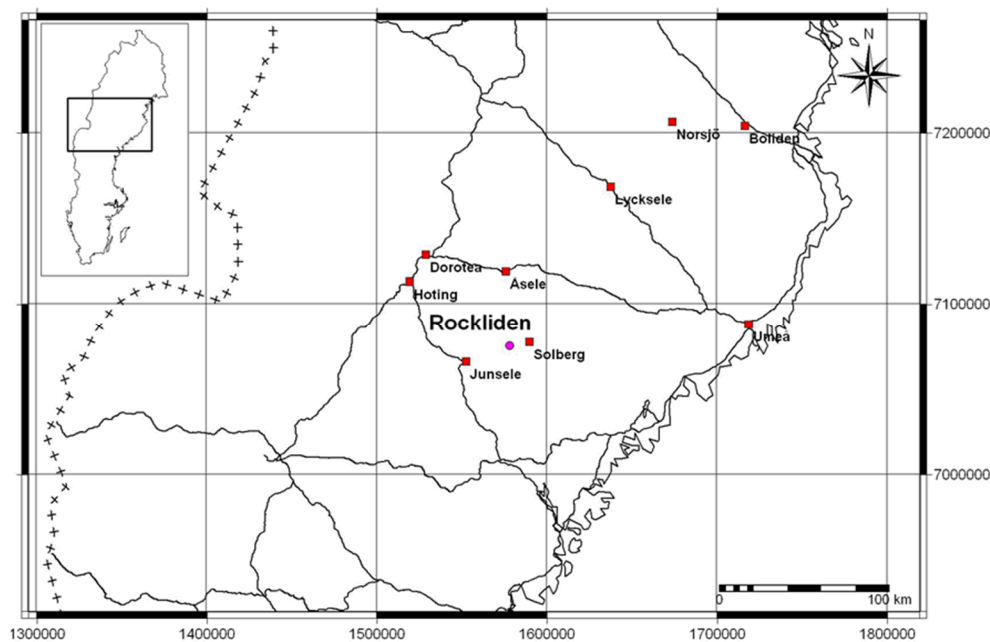 N
7200000
Norsjö
Boliden
Lycksele
Dorotea
Åsele
Hoting
7100000
Rockliden
Umeå
Solberg
Junsele
7000000
0
100 km
1300000
1400000
1500000
1600000
1700000
1800000